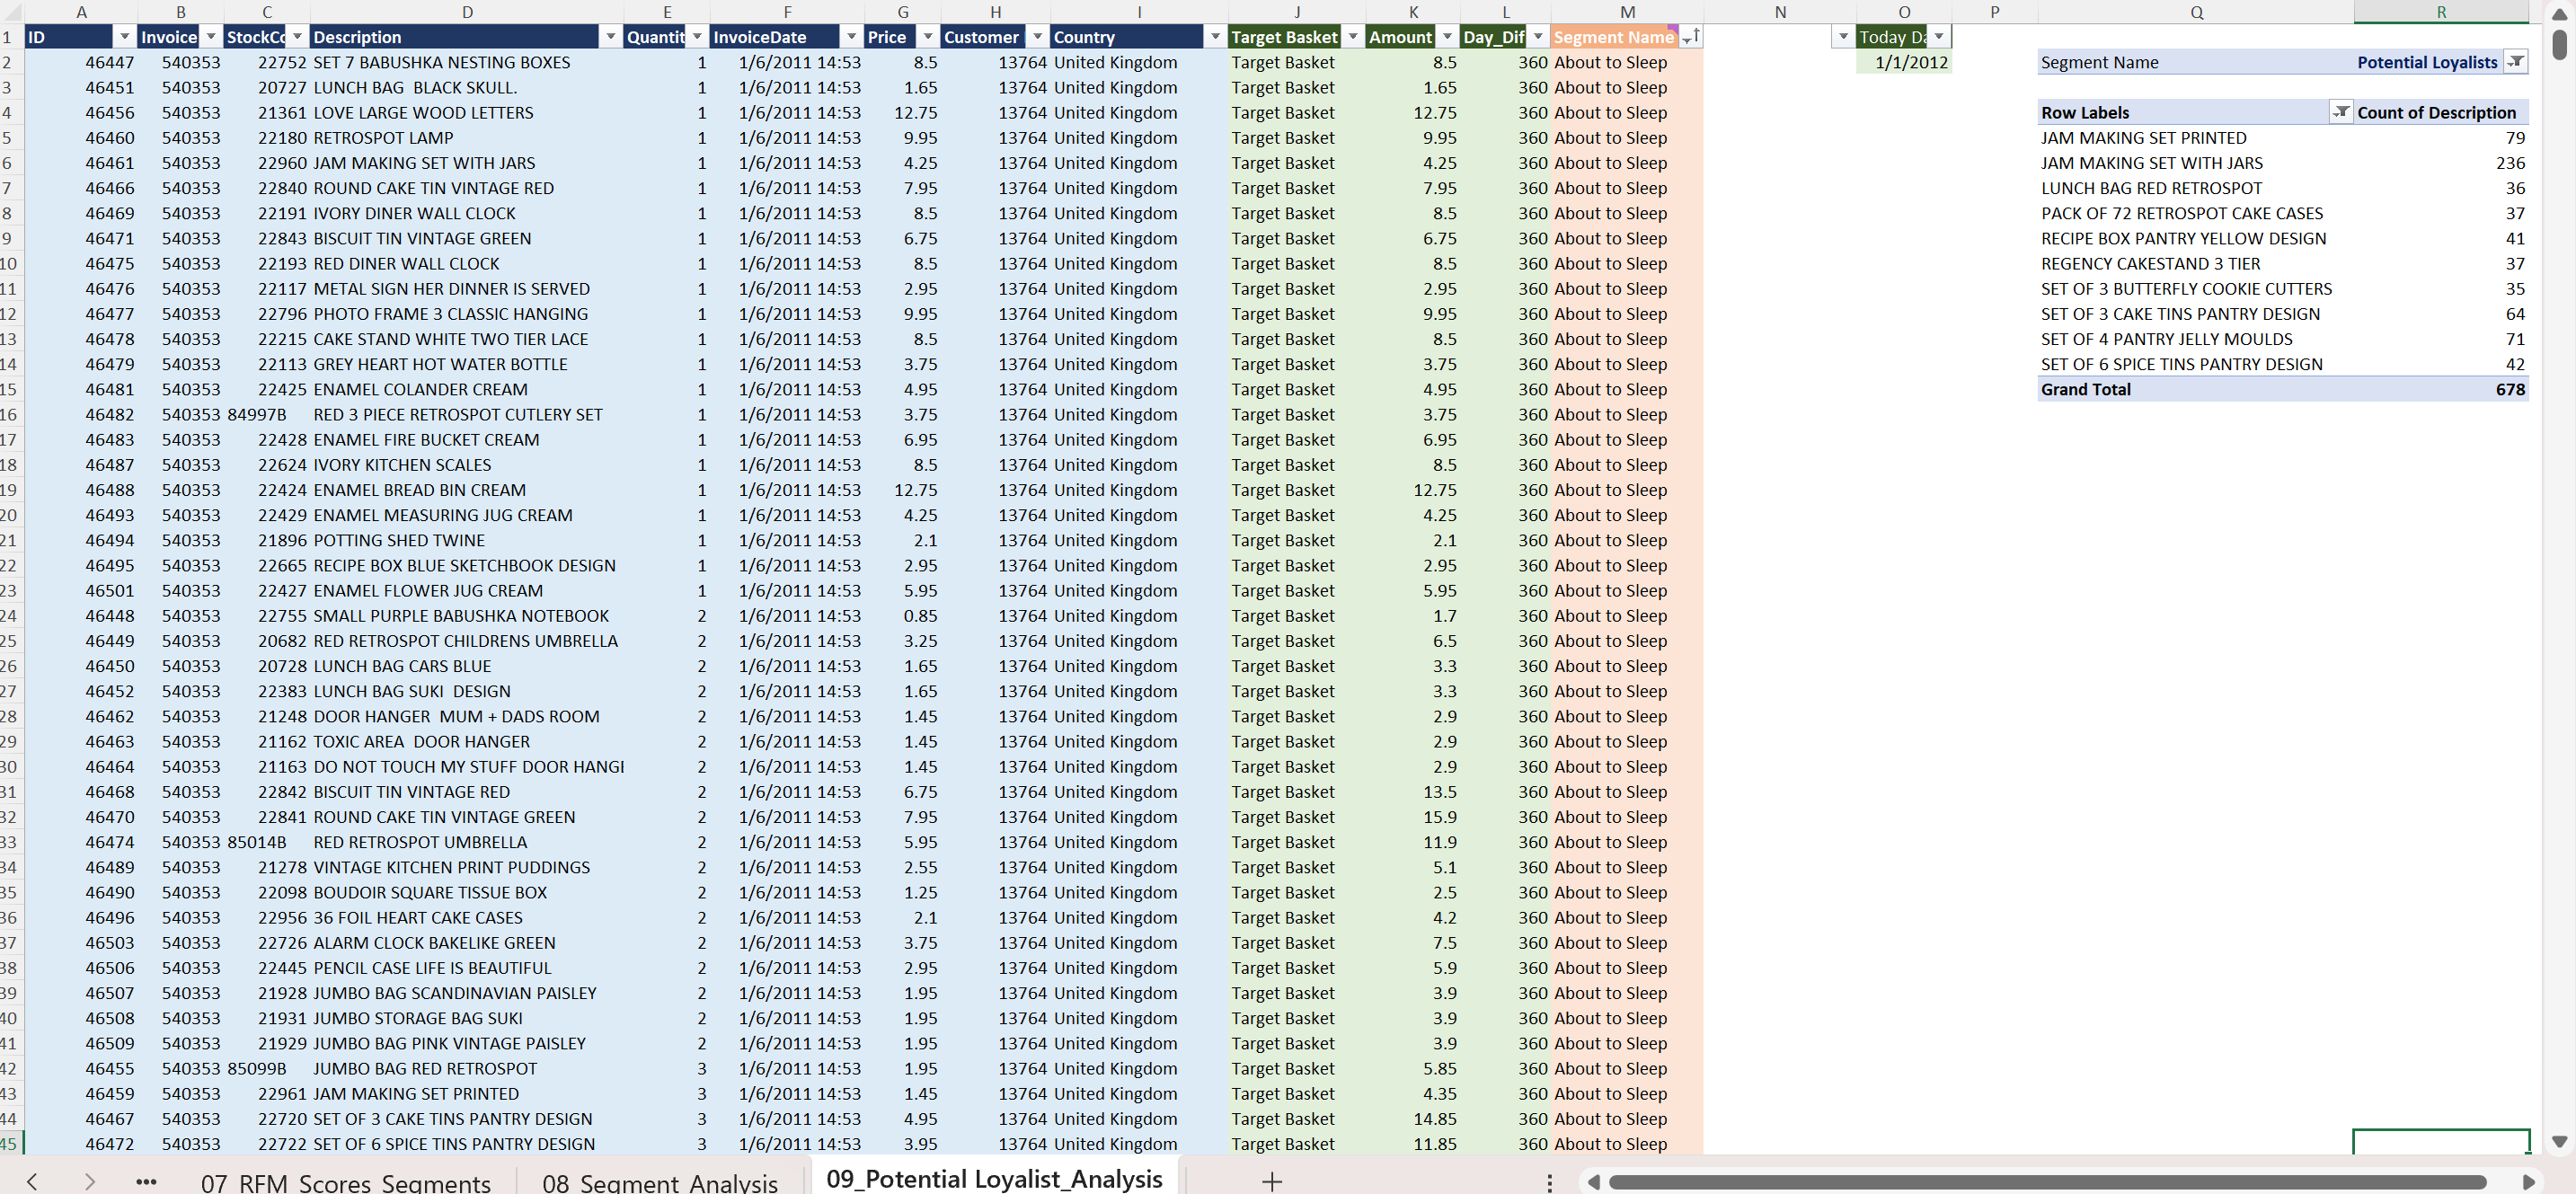 A B C D E F G H I J K L M N O P Q R
1 ID Invoice StockCo Description Quantit InvoiceDate Price Customer Country Target Basket Amount Day_Dif Segment Name Today Da
2 46447 540353 22752 SET 7 BABUSHKA NESTING BOXES 1 1/6/2011 14:53 8.5 13764 United Kingdom Target Basket 8.5 360 About to Sleep 1/1/2012 Segment Name Potential Loyalists
3 46451 540353 20727 LUNCH BAG  BLACK SKULL. 1 1/6/2011 14:53 1.65 13764 United Kingdom Target Basket 1.65 360 About to Sleep
4 46456 540353 21361 LOVE LARGE WOOD LETTERS 1 1/6/2011 14:53 12.75 13764 United Kingdom Target Basket 12.75 360 About to Sleep Row Labels Count of Description
5 46460 540353 22180 RETROSPOT LAMP 1 1/6/2011 14:53 9.95 13764 United Kingdom Target Basket 9.95 360 About to Sleep JAM MAKING SET PRINTED 79
6 46461 540353 22960 JAM MAKING SET WITH JARS 1 1/6/2011 14:53 4.25 13764 United Kingdom Target Basket 4.25 360 About to Sleep JAM MAKING SET WITH JARS 236
7 46466 540353 22840 ROUND CAKE TIN VINTAGE RED 1 1/6/2011 14:53 7.95 13764 United Kingdom Target Basket 7.95 360 About to Sleep LUNCH BAG RED RETROSPOT 36
8 46469 540353 22191 IVORY DINER WALL CLOCK 1 1/6/2011 14:53 8.5 13764 United Kingdom Target Basket 8.5 360 About to Sleep PACK OF 72 RETROSPOT CAKE CASES 37
9 46471 540353 22843 BISCUIT TIN VINTAGE GREEN 1 1/6/2011 14:53 6.75 13764 United Kingdom Target Basket 6.75 360 About to Sleep RECIPE BOX PANTRY YELLOW DESIGN 41
10 46475 540353 22193 RED DINER WALL CLOCK 1 1/6/2011 14:53 8.5 13764 United Kingdom Target Basket 8.5 360 About to Sleep REGENCY CAKESTAND 3 TIER 37
11 46476 540353 22117 METAL SIGN HER DINNER IS SERVED 1 1/6/2011 14:53 2.95 13764 United Kingdom Target Basket 2.95 360 About to Sleep SET OF 3 BUTTERFLY COOKIE CUTTERS 35
12 46477 540353 22796 PHOTO FRAME 3 CLASSIC HANGING 1 1/6/2011 14:53 9.95 13764 United Kingdom Target Basket 9.95 360 About to Sleep SET OF 3 CAKE TINS PANTRY DESIGN 64
13 46478 540353 22215 CAKE STAND WHITE TWO TIER LACE 1 1/6/2011 14:53 8.5 13764 United Kingdom Target Basket 8.5 360 About to Sleep SET OF 4 PANTRY JELLY MOULDS 71
14 46479 540353 22113 GREY HEART HOT WATER BOTTLE 1 1/6/2011 14:53 3.75 13764 United Kingdom Target Basket 3.75 360 About to Sleep SET OF 6 SPICE TINS PANTRY DESIGN 42
15 46481 540353 22425 ENAMEL COLANDER CREAM 1 1/6/2011 14:53 4.95 13764 United Kingdom Target Basket 4.95 360 About to Sleep Grand Total 678
16 46482 540353 84997B RED 3 PIECE RETROSPOT CUTLERY SET 1 1/6/2011 14:53 3.75 13764 United Kingdom Target Basket 3.75 360 About to Sleep
17 46483 540353 22428 ENAMEL FIRE BUCKET CREAM 1 1/6/2011 14:53 6.95 13764 United Kingdom Target Basket 6.95 360 About to Sleep
18 46487 540353 22624 IVORY KITCHEN SCALES 1 1/6/2011 14:53 8.5 13764 United Kingdom Target Basket 8.5 360 About to Sleep
19 46488 540353 22424 ENAMEL BREAD BIN CREAM 1 1/6/2011 14:53 12.75 13764 United Kingdom Target Basket 12.75 360 About to Sleep
20 46493 540353 22429 ENAMEL MEASURING JUG CREAM 1 1/6/2011 14:53 4.25 13764 United Kingdom Target Basket 4.25 360 About to Sleep
21 46494 540353 21896 POTTING SHED TWINE 1 1/6/2011 14:53 2.1 13764 United Kingdom Target Basket 2.1 360 About to Sleep
22 46495 540353 22665 RECIPE BOX BLUE SKETCHBOOK DESIGN 1 1/6/2011 14:53 2.95 13764 United Kingdom Target Basket 2.95 360 About to Sleep
23 46501 540353 22427 ENAMEL FLOWER JUG CREAM 1 1/6/2011 14:53 5.95 13764 United Kingdom Target Basket 5.95 360 About to Sleep
24 46448 540353 22755 SMALL PURPLE BABUSHKA NOTEBOOK 2 1/6/2011 14:53 0.85 13764 United Kingdom Target Basket 1.7 360 About to Sleep
25 46449 540353 20682 RED RETROSPOT CHILDRENS UMBRELLA 2 1/6/2011 14:53 3.25 13764 United Kingdom Target Basket 6.5 360 About to Sleep
26 46450 540353 20728 LUNCH BAG CARS BLUE 2 1/6/2011 14:53 1.65 13764 United Kingdom Target Basket 3.3 360 About to Sleep
27 46452 540353 22383 LUNCH BAG SUKI  DESIGN 2 1/6/2011 14:53 1.65 13764 United Kingdom Target Basket 3.3 360 About to Sleep
28 46462 540353 21248 DOOR HANGER  MUM + DADS ROOM 2 1/6/2011 14:53 1.45 13764 United Kingdom Target Basket 2.9 360 About to Sleep
29 46463 540353 21162 TOXIC AREA  DOOR HANGER 2 1/6/2011 14:53 1.45 13764 United Kingdom Target Basket 2.9 360 About to Sleep
30 46464 540353 21163 DO NOT TOUCH MY STUFF DOOR HANGI 2 1/6/2011 14:53 1.45 13764 United Kingdom Target Basket 2.9 360 About to Sleep
31 46468 540353 22842 BISCUIT TIN VINTAGE RED 2 1/6/2011 14:53 6.75 13764 United Kingdom Target Basket 13.5 360 About to Sleep
32 46470 540353 22841 ROUND CAKE TIN VINTAGE GREEN 2 1/6/2011 14:53 7.95 13764 United Kingdom Target Basket 15.9 360 About to Sleep
33 46474 540353 85014B RED RETROSPOT UMBRELLA 2 1/6/2011 14:53 5.95 13764 United Kingdom Target Basket 11.9 360 About to Sleep
34 46489 540353 21278 VINTAGE KITCHEN PRINT PUDDINGS 2 1/6/2011 14:53 2.55 13764 United Kingdom Target Basket 5.1 360 About to Sleep
35 46490 540353 22098 BOUDOIR SQUARE TISSUE BOX 2 1/6/2011 14:53 1.25 13764 United Kingdom Target Basket 2.5 360 About to Sleep
36 46496 540353 22956 36 FOIL HEART CAKE CASES 2 1/6/2011 14:53 2.1 13764 United Kingdom Target Basket 4.2 360 About to Sleep
37 46503 540353 22726 ALARM CLOCK BAKELIKE GREEN 2 1/6/2011 14:53 3.75 13764 United Kingdom Target Basket 7.5 360 About to Sleep
38 46506 540353 22445 PENCIL CASE LIFE IS BEAUTIFUL 2 1/6/2011 14:53 2.95 13764 United Kingdom Target Basket 5.9 360 About to Sleep
39 46507 540353 21928 JUMBO BAG SCANDINAVIAN PAISLEY 2 1/6/2011 14:53 1.95 13764 United Kingdom Target Basket 3.9 360 About to Sleep
40 46508 540353 21931 JUMBO STORAGE BAG SUKI 2 1/6/2011 14:53 1.95 13764 United Kingdom Target Basket 3.9 360 About to Sleep
41 46509 540353 21929 JUMBO BAG PINK VINTAGE PAISLEY 2 1/6/2011 14:53 1.95 13764 United Kingdom Target Basket 3.9 360 About to Sleep
42 46455 540353 85099B JUMBO BAG RED RETROSPOT 3 1/6/2011 14:53 1.95 13764 United Kingdom Target Basket 5.85 360 About to Sleep
43 46459 540353 22961 JAM MAKING SET PRINTED 3 1/6/2011 14:53 1.45 13764 United Kingdom Target Basket 4.35 360 About to Sleep
44 46467 540353 22720 SET OF 3 CAKE TINS PANTRY DESIGN 3 1/6/2011 14:53 4.95 13764 United Kingdom Target Basket 14.85 360 About to Sleep
45 46472 540353 22722 SET OF 6 SPICE TINS PANTRY DESIGN 3 1/6/2011 14:53 3.95 13764 United Kingdom Target Basket 11.85 360 About to Sleep
07_RFM_Scores_Segments 08_Segment_Analysis 09_Potential Loyalist_Analysis